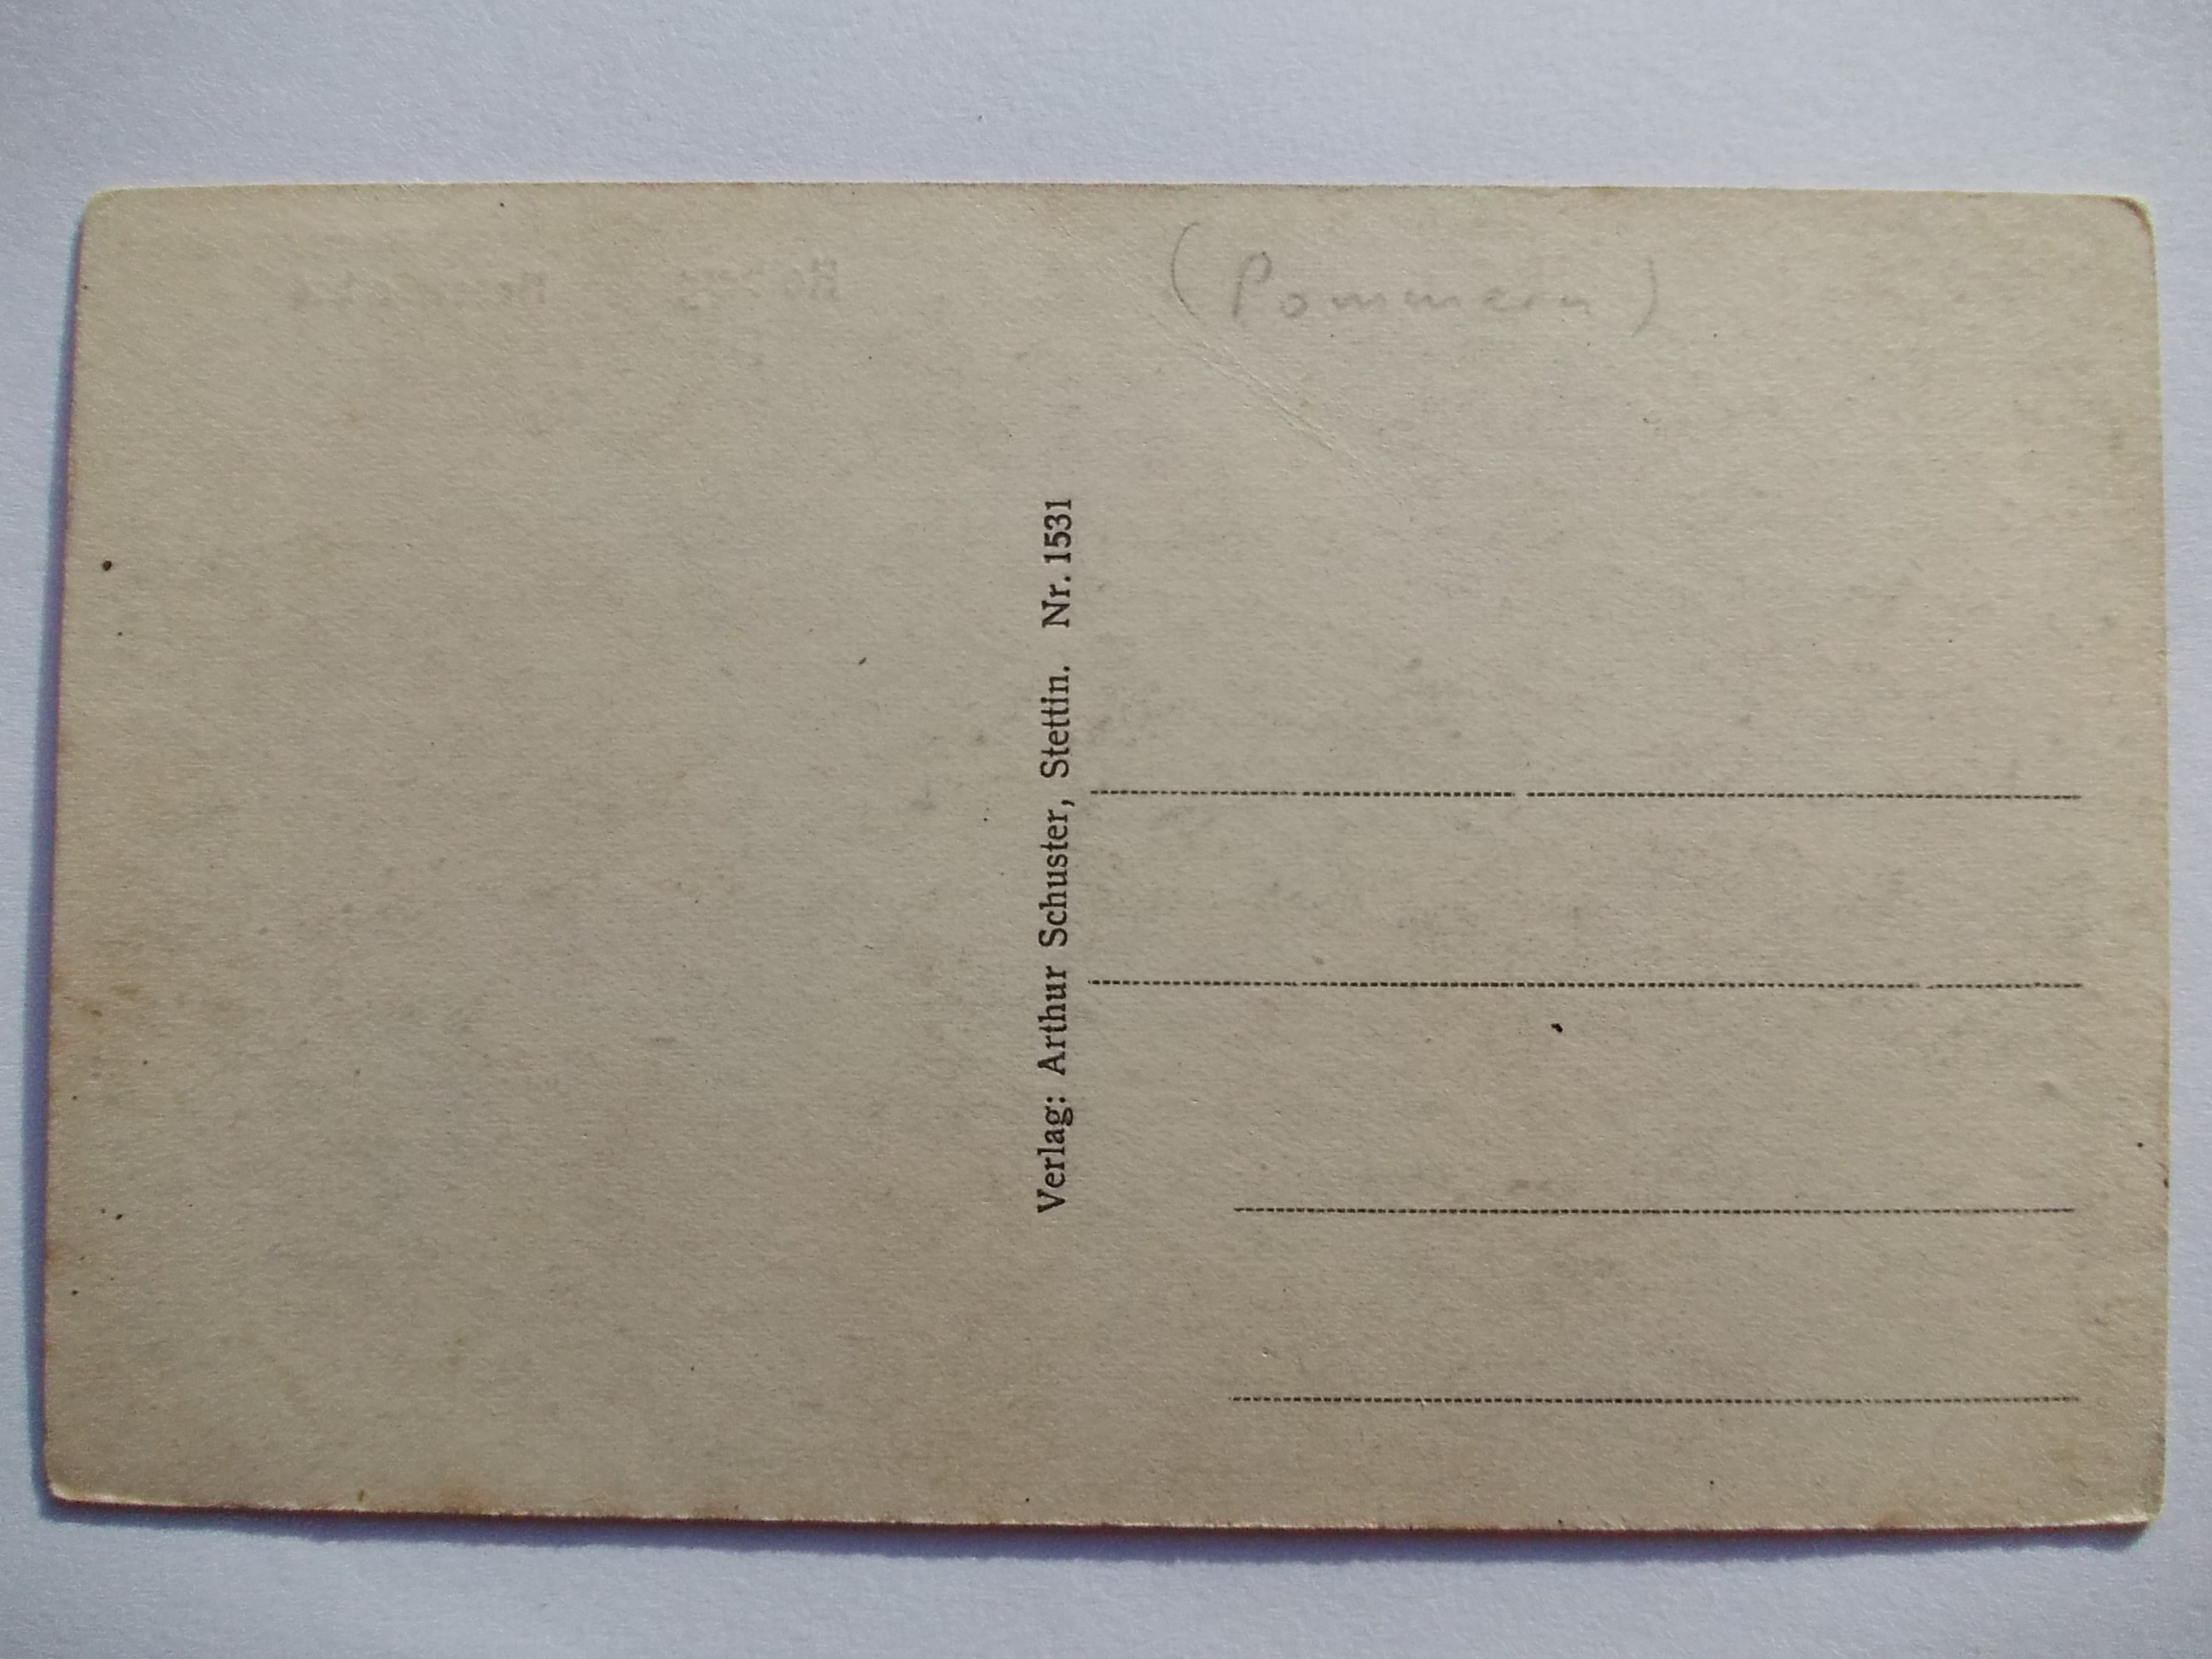 (Pommern)
Verlag: Arthur Schuster, Stettin. Nr. 1531